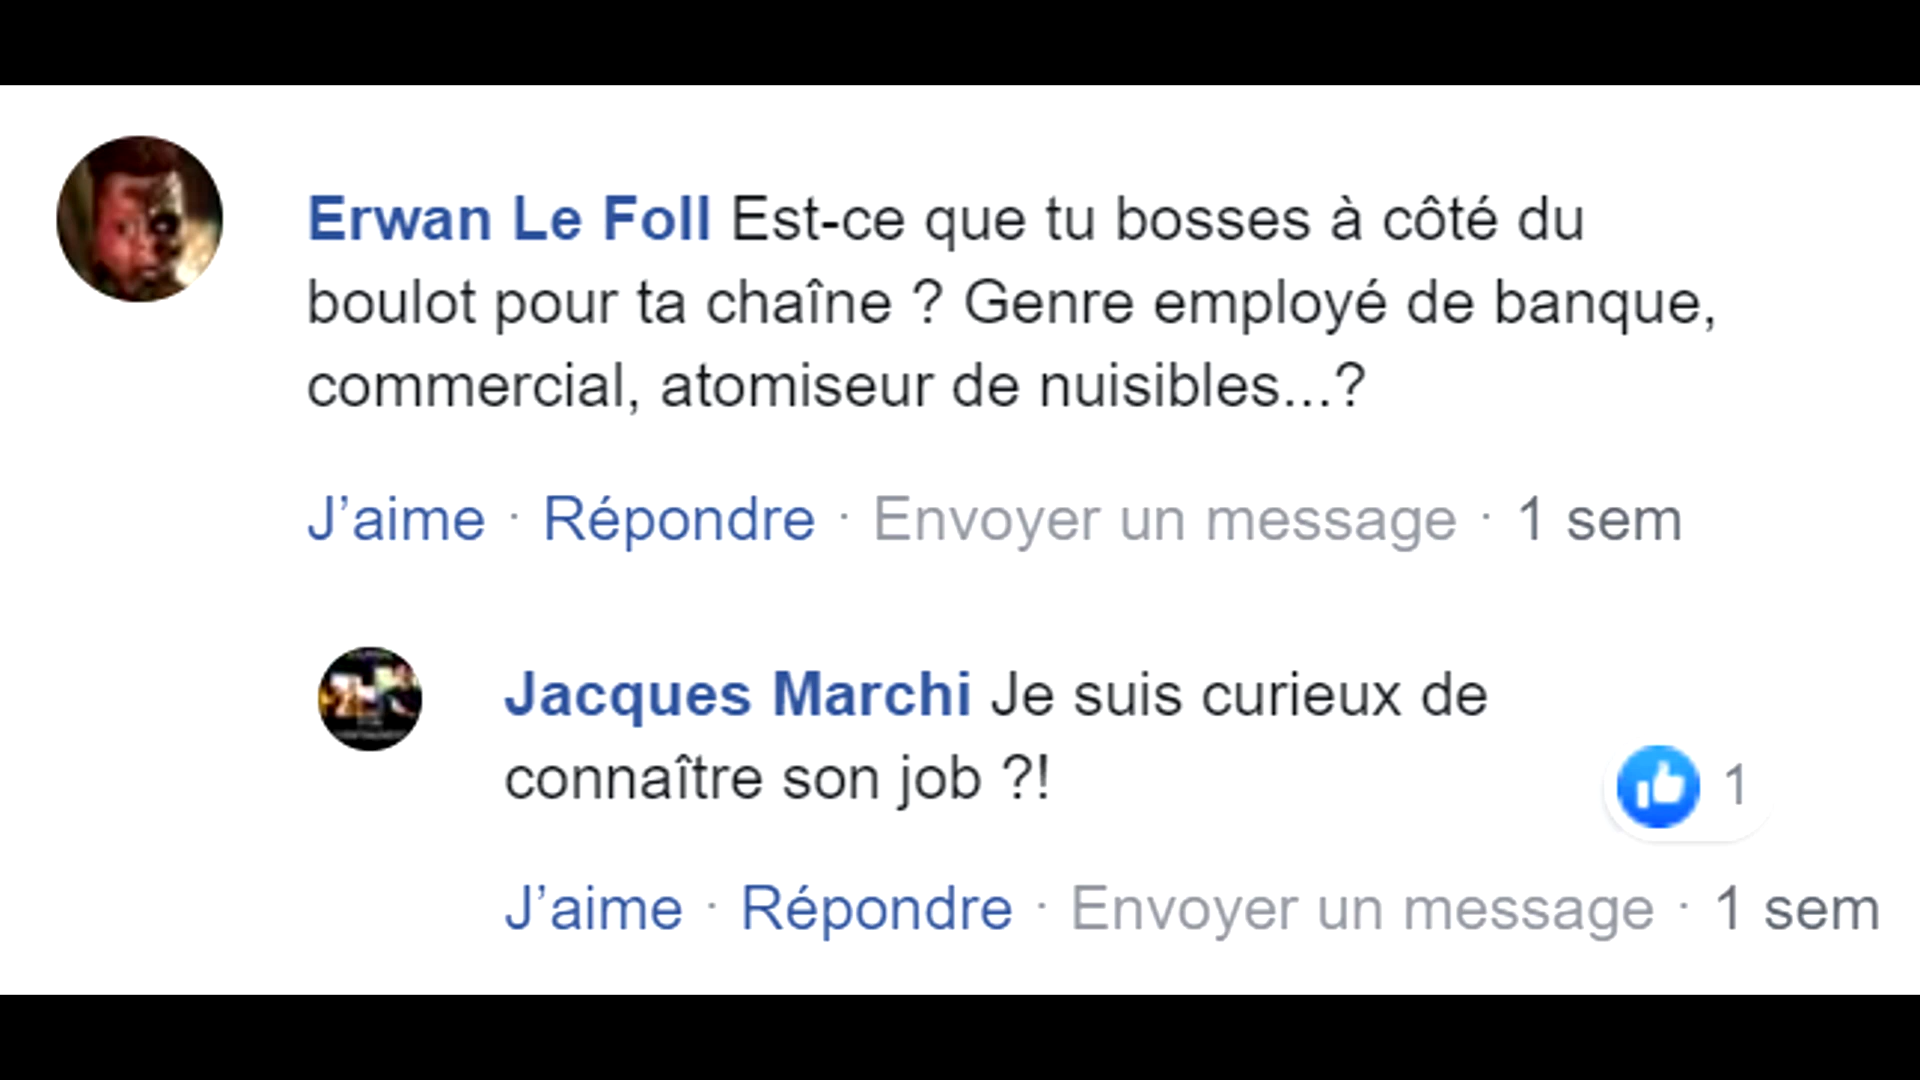 Erwan Le Foll Est-ce que tu bosses à côté du
boulot pour ta chaîne ? Genre employé de banque,
commercial, atomiseur de nuisibles...?
J’aime · Répondre · Envoyer un message · 1 sem
Jacques Marchi Je suis curieux de
connaître son job ?!
1
J’aime · Répondre · Envoyer un message · 1 sem